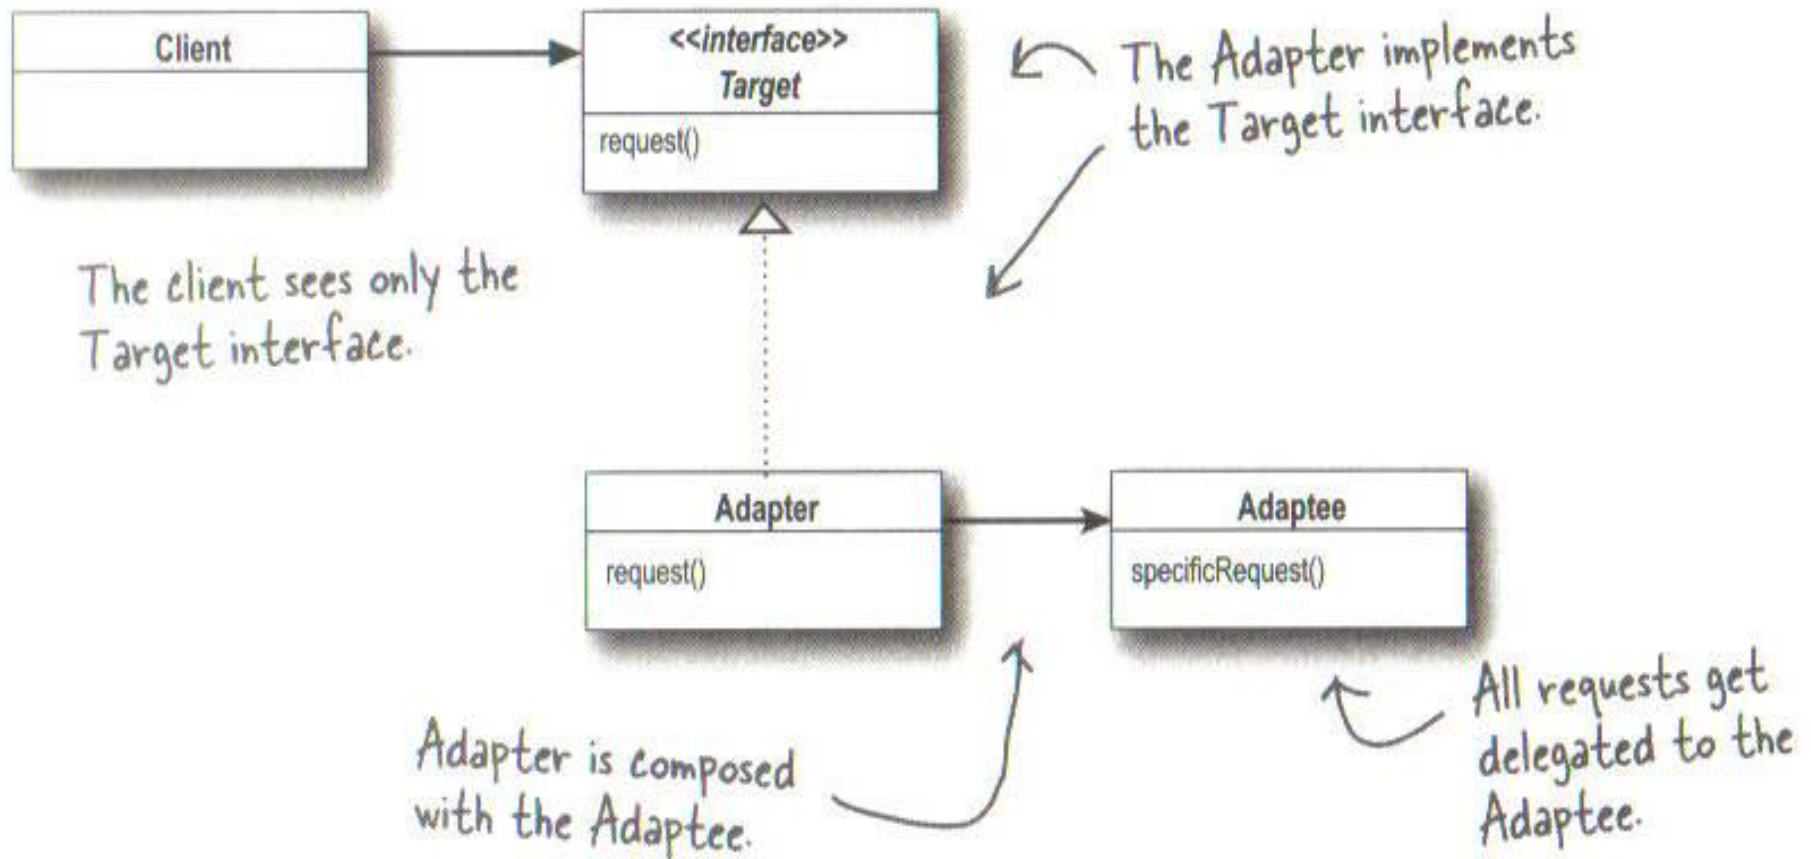 Client
<<interface>>
Target
request()
The Adapter implements
the Target interface.
The client sees only the
Target interface.
Adapter
request()
Adaptee
specificRequest()
Adapter is composed
with the Adaptee.
All requests get
delegated to the
Adaptee.